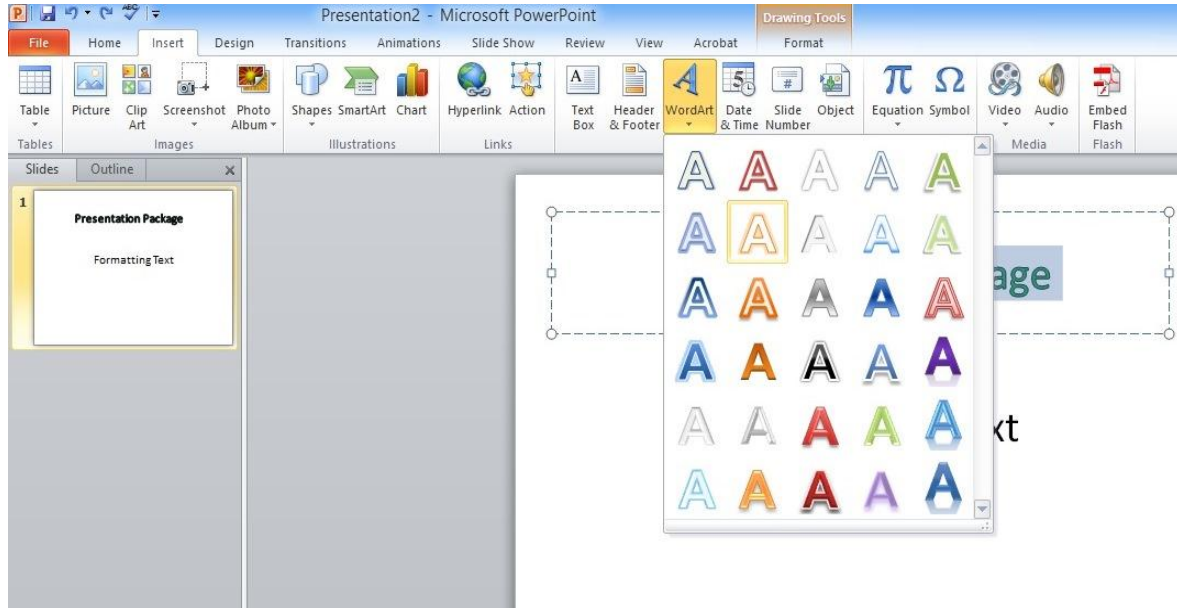 Presentation2 - Microsoft PowerPoint
Drawing Tools
File Home Insert Design Transitions Animations Slide Show Review View Acrobat Format
Table Picture Clip Art Screenshot Photo Album Shapes SmartArt Chart Hyperlink Action Text Box Header & Footer WordArt Date & Time Slide Number Object Equation Symbol Video Audio Embed Flash
Tables Images Illustrations Links Media Flash
Slides Outline
1
Presentation Package
Formatting Text
A A A A A
A A A A A
age
A A A A A
A A A A A
A A A A A
xt
A A A A A